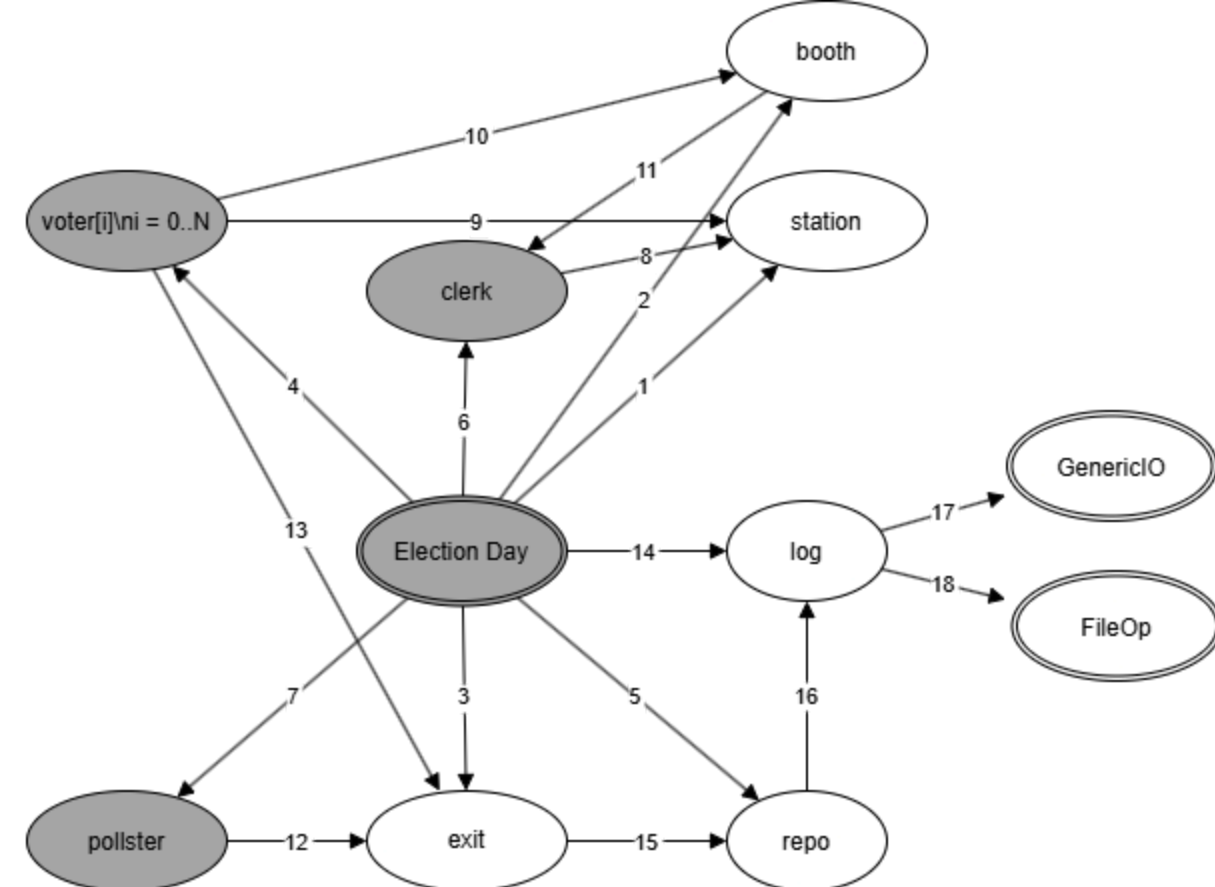 booth
10
11
voter[i]\ni = 0..N
9
station
8
clerk
2
4
1
6
GenericIO
17
13
Election Day
14
log
18
FileOp
7
3
5
16
pollster
12
exit
15
repo